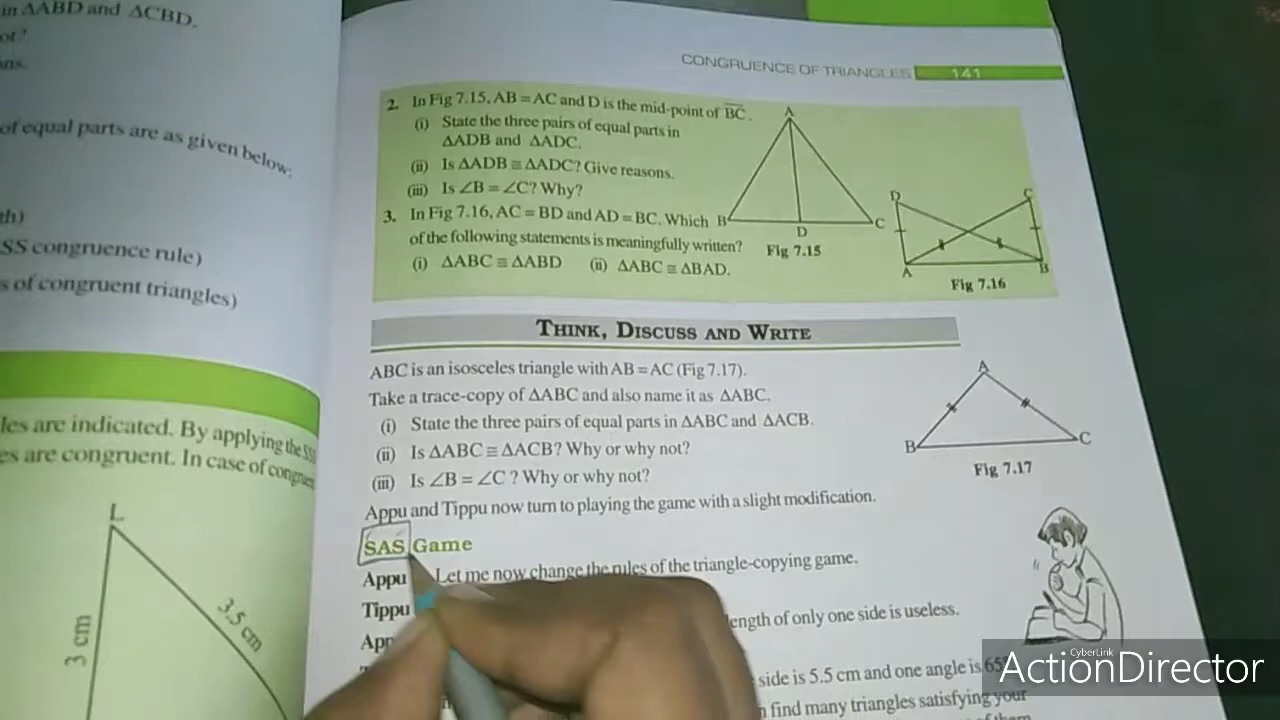 in ΔABD and ΔCBD.
ns.
of equal parts are as given below:
th)
SS congruence rule)
s of congruent triangles)
les are indicated. By applying the SSS
es are congruent. In case of congruent
L
3 cm
3.5 cm
CONGRUENCE OF TRIANGLES 141
2. In Fig 7.15, AB = AC and D is the mid-point of BC.
(i) State the three pairs of equal parts in
ΔADB and ΔADC.
(ii) Is ΔADB ≅ ΔADC? Give reasons.
(iii) Is ∠B = ∠C? Why?
3. In Fig 7.16, AC = BD and AD = BC. Which
of the following statements is meaningfully written?
(i) ΔABC ≅ ΔABD (ii) ΔABC ≅ ΔBAD.
A
B
D
C
Fig 7.15
D
C
A
B
Fig 7.16
THINK, DISCUSS AND WRITE
ABC is an isosceles triangle with AB = AC (Fig 7.17).
Take a trace-copy of ΔABC and also name it as ΔABC.
(i) State the three pairs of equal parts in ΔABC and ΔACB.
(ii) Is ΔABC ≅ ΔACB? Why or why not?
(iii) Is ∠B = ∠C ? Why or why not?
A
B
C
Fig 7.17
Appu and Tippu now turn to playing the game with a slight modification.
SAS Game
Appu Let me now change the rules of the triangle-copying game.
Tippu
length of only one side is useless.
side is 5.5 cm and one angle is 65°
find many triangles satisfying your
CyberLink
ActionDirector